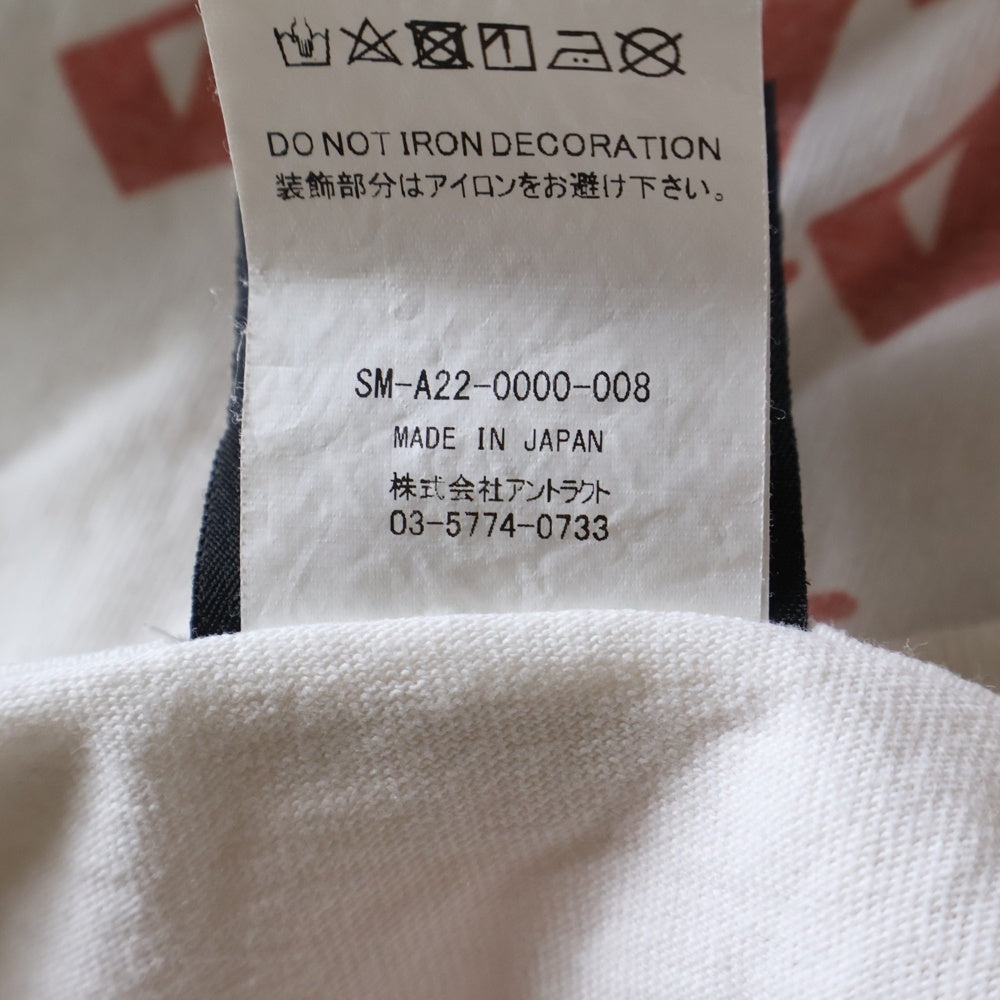 DO NOT IRON DECORATION
装飾部分はアイロンをお避け下さい。
SM-A22-0000-008
MADE IN JAPAN
株式会社アントラクト
03-5774-0733